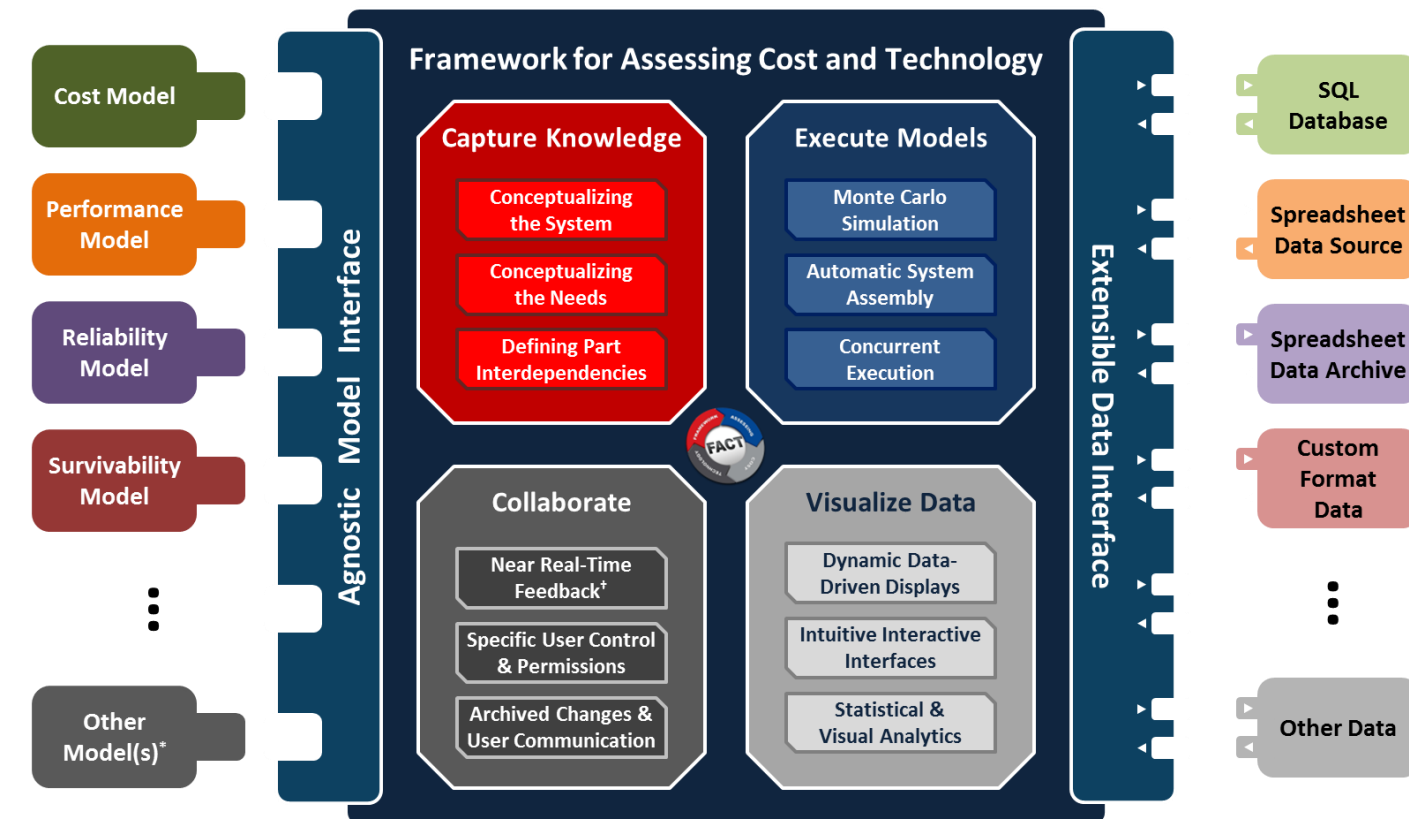 Framework for Assessing Cost and Technology
Cost Model
Performance
Model
Reliability
Model
Survivability
Model
Other
Model(s)*
Agnostic Model Interface
Capture Knowledge
Conceptualizing
the System
Conceptualizing
the Needs
Defining Part
Interdependencies
Execute Models
Monte Carlo
Simulation
Automatic System
Assembly
Concurrent
Execution
FRAMEWORK
ASSESSING
COST
TECHNOLOGY
FACT
Collaborate
Near Real-Time
Feedback†
Specific User Control
& Permissions
Archived Changes &
User Communication
Visualize Data
Dynamic Data-
Driven Displays
Intuitive Interactive
Interfaces
Statistical &
Visual Analytics
Extensible Data Interface
SQL
Database
Spreadsheet
Data Source
Spreadsheet
Data Archive
Custom
Format
Data
Other Data